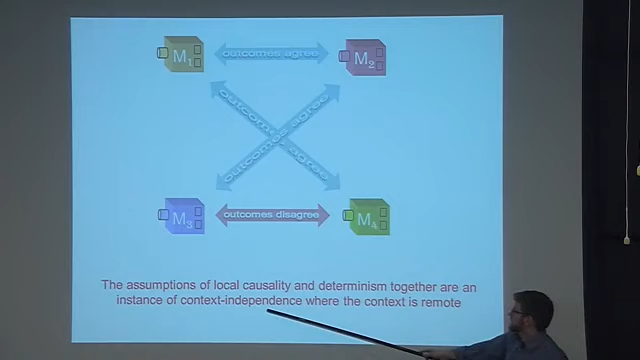 M1 outcomes agree M2
outcomes agree
outcomes agree
M3 outcomes disagree M4
The assumptions of local causality and determinism together are an
instance of context-independence where the context is remote